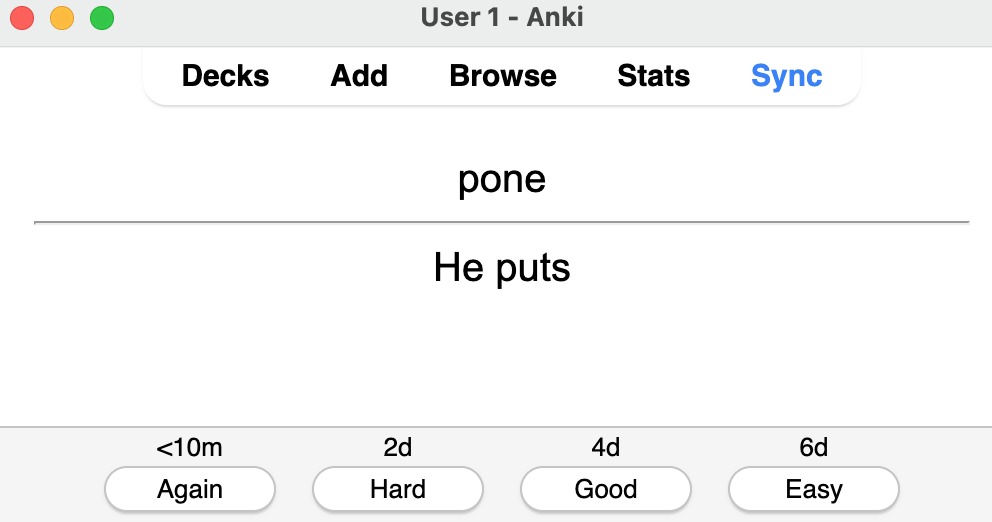 User 1 - Anki
Decks Add Browse Stats Sync
pone
He puts
<10m 2d 4d 6d
Again Hard Good Easy